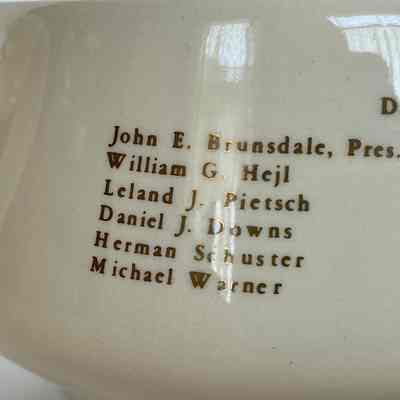 D
John E. Brunsdale, Pres.
William G. Hejl
Leland J. Pietsch
Daniel J. Downs
Herman Schuster
Michael Warner